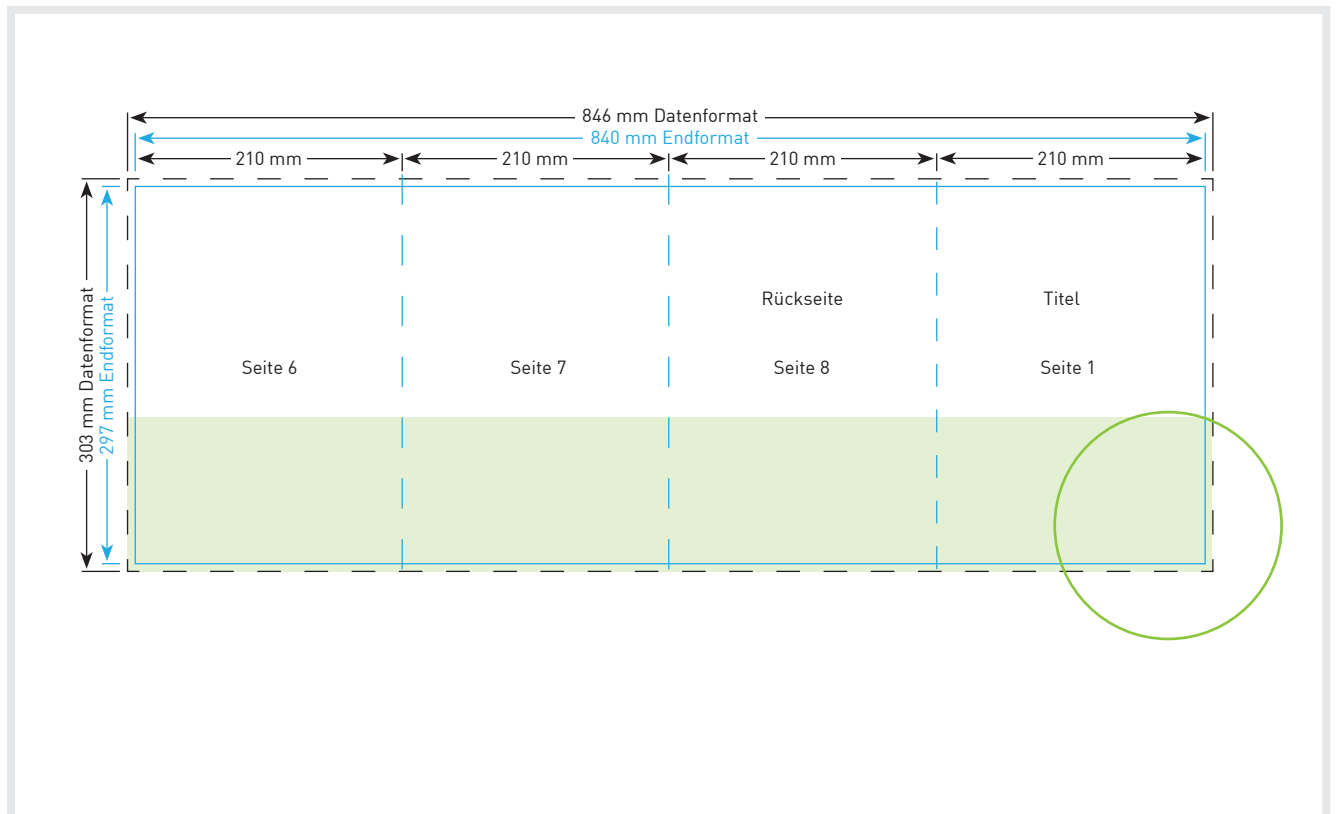 846 mm Datenformat
840 mm Endformat
210 mm 210 mm 210 mm 210 mm
303 mm Datenformat
297 mm Endformat
Rückseite Titel
Seite 6 Seite 7 Seite 8 Seite 1